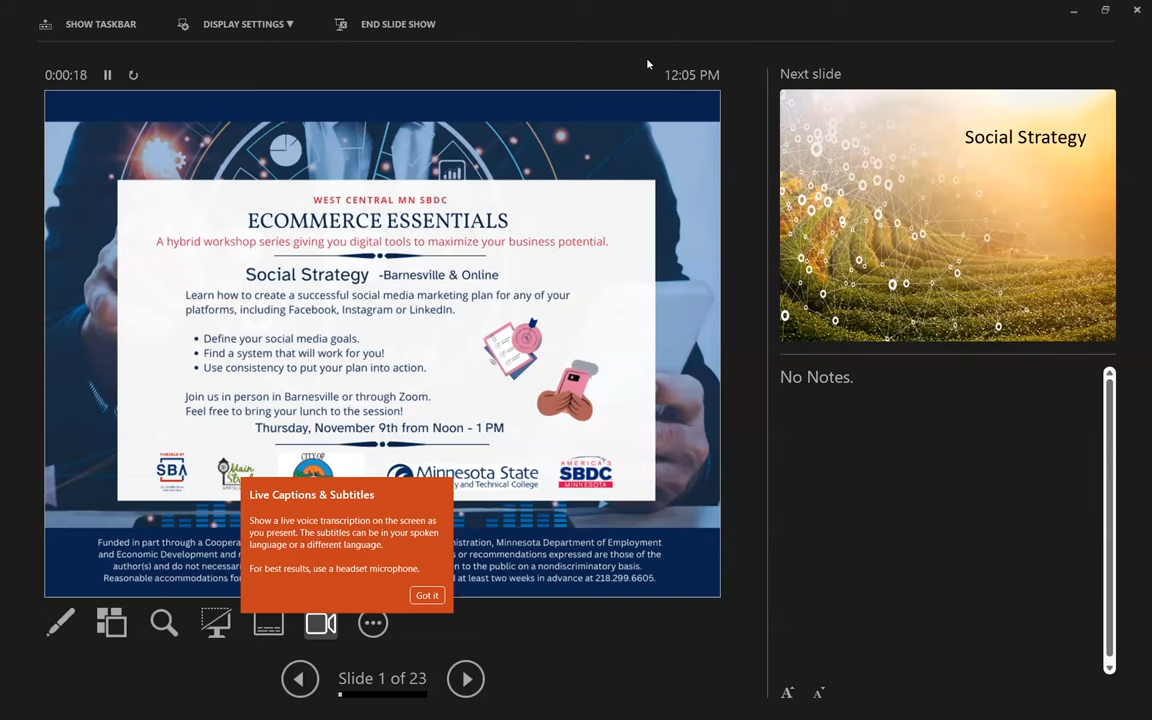 SHOW TASKBAR
DISPLAY SETTINGS ▼
END SLIDE SHOW
0:00:18
12:05 PM
Next slide
Social Strategy
WEST CENTRAL MN SBDC
ECOMMERCE ESSENTIALS
A hybrid workshop series giving you digital tools to maximize your business potential.
Social Strategy -Barnesville & Online
Learn how to create a successful social media marketing plan for any of your
platforms, including Facebook, Instagram or LinkedIn.
• Define your social media goals.
• Find a system that will work for you!
• Use consistency to put your plan into action.
Join us in person in Barnesville or through Zoom.
Feel free to bring your lunch to the session!
Thursday, November 9th from Noon - 1 PM
FUNDED BY
SBA
Main
CITY OF
Minnesota State
y and Technical College
AMERICA'S
SBDC
MINNESOTA
Live Captions & Subtitles
Show a live voice transcription on the screen as
you present. The subtitles can be in your spoken
language or a different language.
For best results, use a headset microphone.
Got it
Funded in part through a Coopera
inistration, Minnesota Department of Employment
and Economic Development and r
s or recommendations expressed are those of the
author(s) and do not necessar
n to the public on a nondiscriminatory basis.
Reasonable accommodations for
d at least two weeks in advance at 218.299.6605.
No Notes.
Slide 1 of 23
A
A